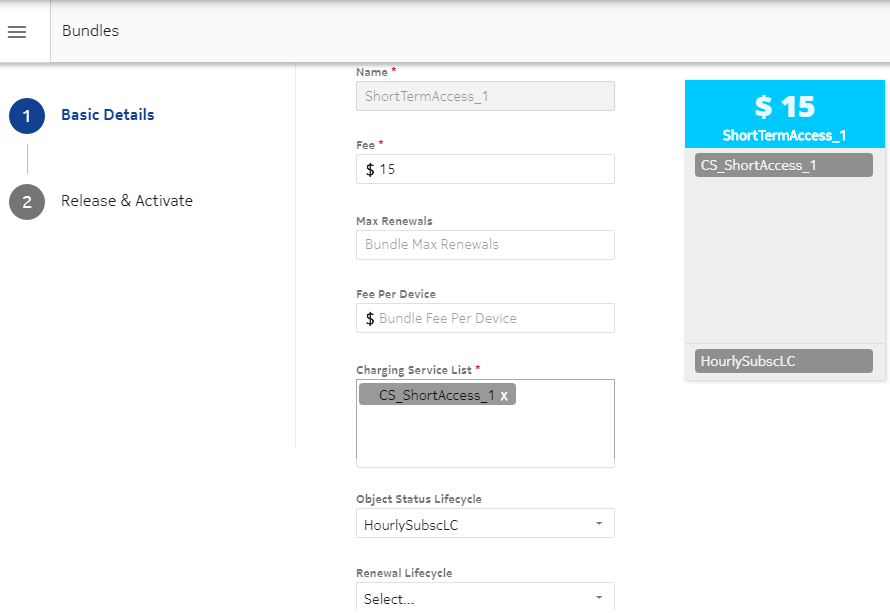 Bundles
1
Basic Details
2
Release & Activate
Name *
ShortTermAccess_1
Fee *
$ 15
Max Renewals
Bundle Max Renewals
Fee Per Device
$ Bundle Fee Per Device
Charging Service List *
CS_ShortAccess_1 x
Object Status Lifecycle
HourlySubscLC
Renewal Lifecycle
Select...
$ 15
ShortTermAccess_1
CS_ShortAccess_1
HourlySubscLC